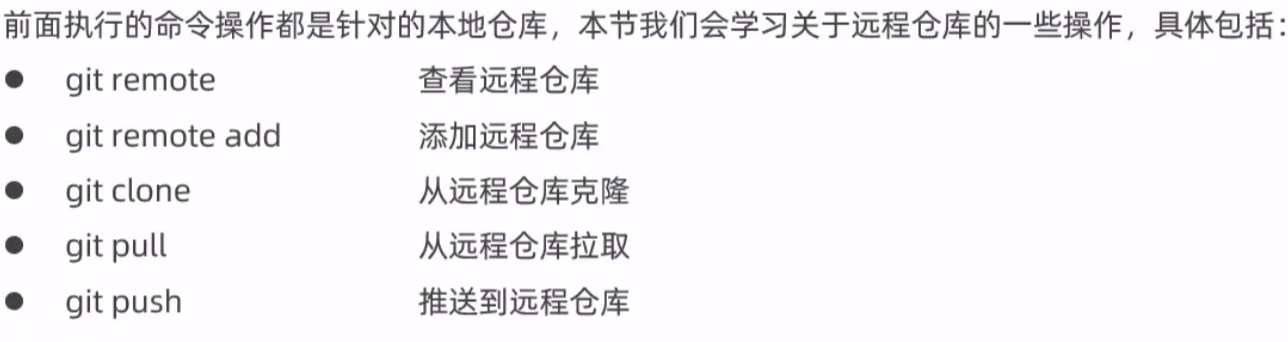 前面执行的命令操作都是针对的本地仓库，本节我们会学习关于远程仓库的一些操作，具体包括：
● git remote 查看远程仓库
● git remote add 添加远程仓库
● git clone 从远程仓库克隆
● git pull 从远程仓库拉取
● git push 推送到远程仓库